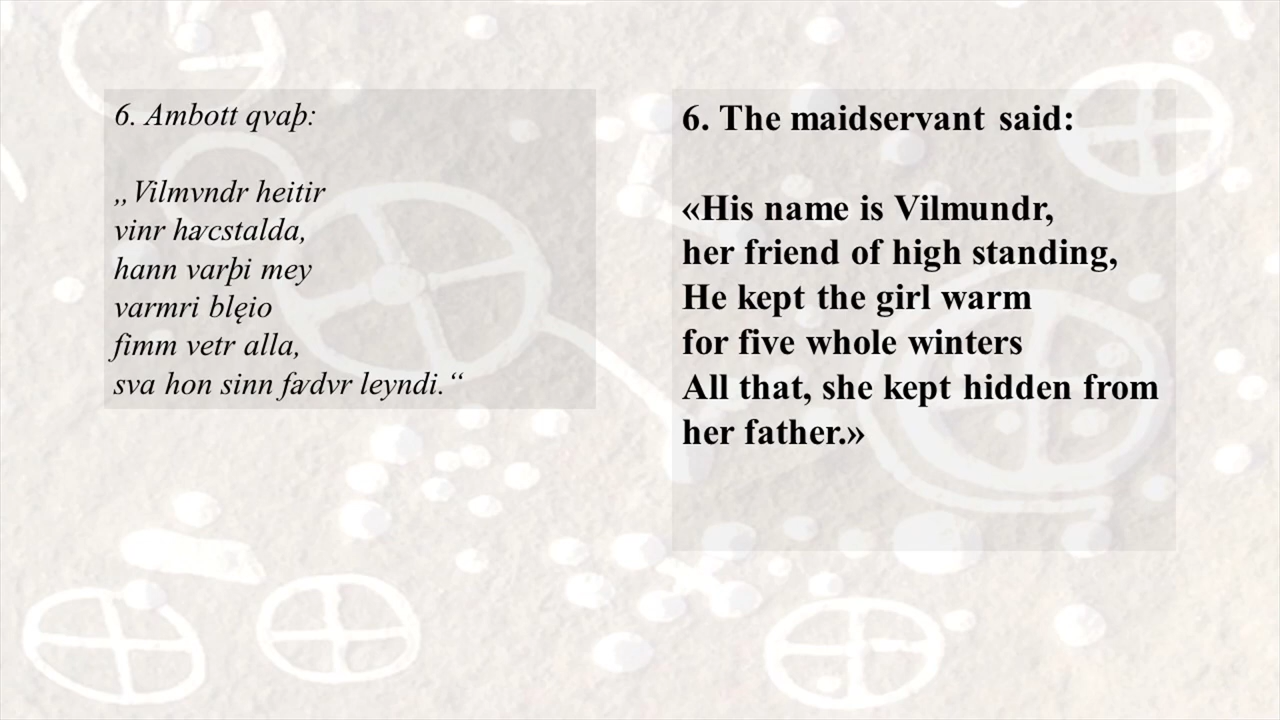 6. Ambott qvaþ:
„Vilmvndr heitir
vinr hꜹcstalda,
hann varþi mey
varmri blęio
fimm vetr alla,
sva hon sinn fꜹdvr leyndi.“
6. The maidservant said:
«His name is Vilmundr,
her friend of high standing,
He kept the girl warm
for five whole winters
All that, she kept hidden from
her father.»